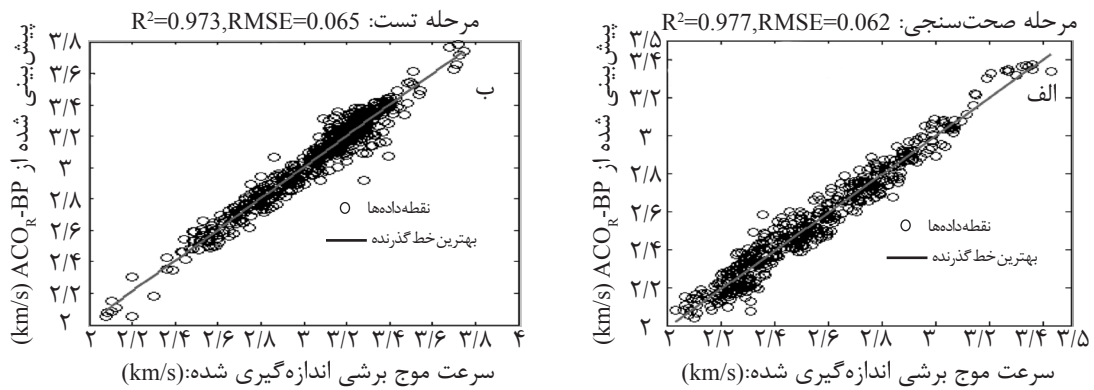 مرحله صحت‌سنجی: R²=0.977,RMSE=0.062
پیش‌بینی شده از ACO_R-BP (km/s)
۳/۵
۳/۴
۳/۲
۳
۲/۸
۲/۶
۲/۴
۲/۲
۲
الف
نقطه‌داده‌ها
بهترین خط گذرنده
۲ ۲/۲ ۲/۴ ۲/۶ ۲/۸ ۳ ۳/۲ ۳/۴ ۳/۵
سرعت موج برشی اندازه‌گیری شده:(km/s)
مرحله تست: R²=0.973,RMSE=0.065
پیش‌بینی شده از ACO_R-BP (km/s)
۳/۸
۳/۶
۳/۴
۳/۲
۳
۲/۸
۲/۶
۲/۴
۲/۲
۲
ب
نقطه‌داده‌ها
بهترین خط گذرنده
۲ ۲/۲ ۲/۴ ۲/۶ ۲/۸ ۳ ۳/۲ ۳/۴ ۳/۶ ۳/۸ ۴
سرعت موج برشی اندازه‌گیری شده:(km/s)